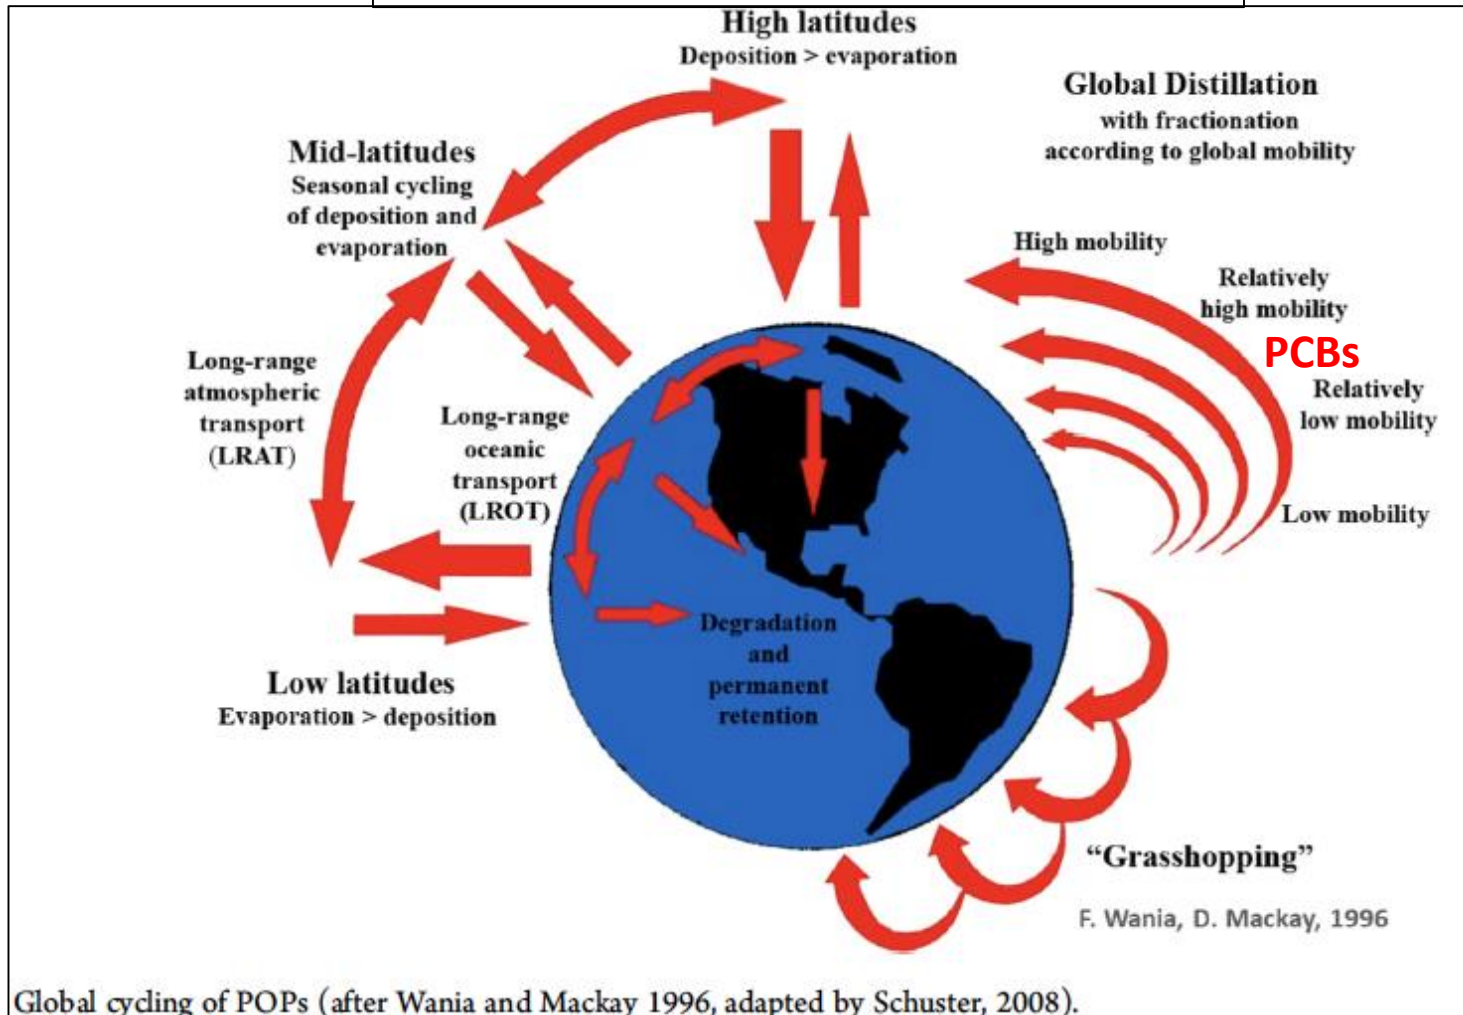 High latitudes
Deposition > evaporation
Global Distillation
with fractionation
according to global mobility
Mid-latitudes
Seasonal cycling
of deposition and
evaporation
High mobility
Relatively
high mobility
PCBs
Relatively
low mobility
Low mobility
Long-range
atmospheric
transport
(LRAT)
Long-range
oceanic
transport
(LROT)
Degradation
and
permanent
retention
Low latitudes
Evaporation > deposition
“Grasshopping”
F. Wania, D. Mackay, 1996
Global cycling of POPs (after Wania and Mackay 1996, adapted by Schuster, 2008).